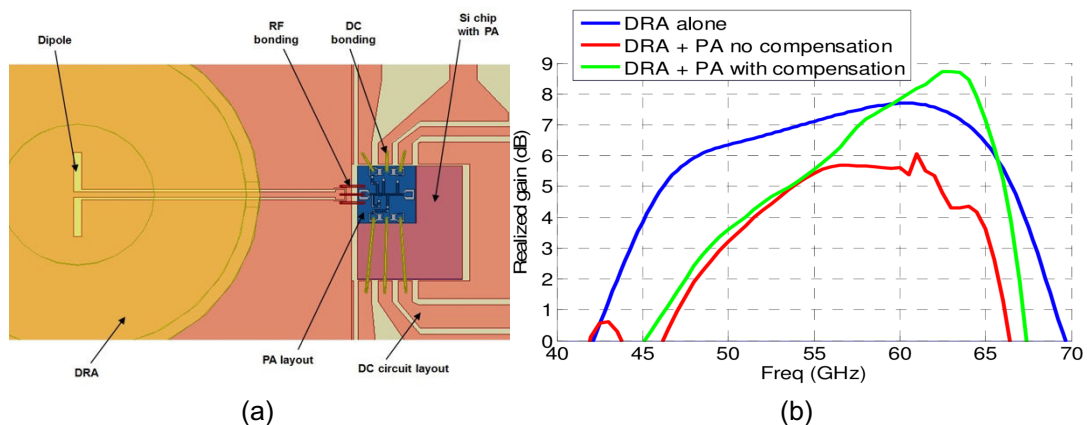 Dipole
RF
bonding
DC
bonding
Si chip
with PA
DRA
PA layout
DC circuit layout
(a)
DRA alone
DRA + PA no compensation
DRA + PA with compensation
Realized gain (dB)
9
8
7
6
5
4
3
2
1
0
40 45 50 55 60 65 70
Freq (GHz)
(b)